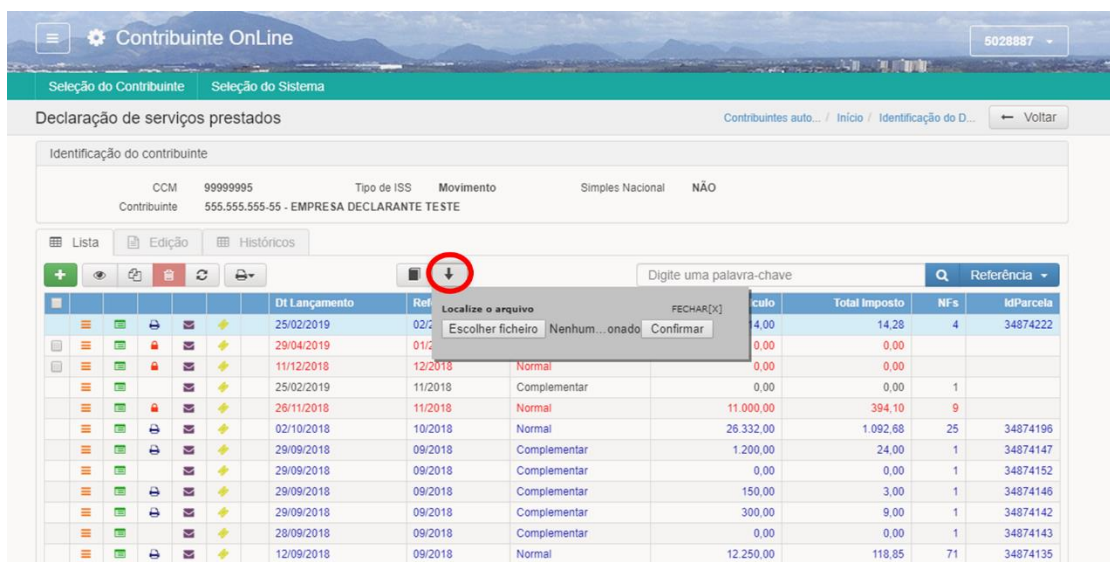 Contribuinte OnLine
5028887
Seleção do Contribuinte Seleção do Sistema
Declaração de serviços prestados
Contribuintes auto... / Início / Identificação do D... Voltar
Identificação do contribuinte
CCM 99999995 Tipo de ISS Movimento Simples Nacional NÃO
Contribuinte 555.555.555-55 - EMPRESA DECLARANTE TESTE
Lista Edição Históricos
Digite uma palavra-chave Referência
Dt Lançamento Total Imposto NFs IdParcela
Localize o arquivo FECHAR[X]
Escolher ficheiro Nenhum...onado Confirmar
25/02/2019 14,28 4 34874222
29/04/2019 0,00 0,00
11/12/2018 12/2018 Normal 0,00 0,00
25/02/2019 11/2018 Complementar 0,00 0,00 1
26/11/2018 11/2018 Normal 11.000,00 394,10 9
02/10/2018 10/2018 Normal 26.332,00 1.092,68 25 34874196
29/09/2018 09/2018 Complementar 1.200,00 24,00 1 34874147
29/09/2018 09/2018 Complementar 0,00 0,00 1 34874152
29/09/2018 09/2018 Complementar 150,00 3,00 1 34874146
29/09/2018 09/2018 Complementar 300,00 9,00 1 34874142
28/09/2018 09/2018 Complementar 0,00 0,00 1 34874143
12/09/2018 09/2018 Normal 12.250,00 118,85 71 34874135